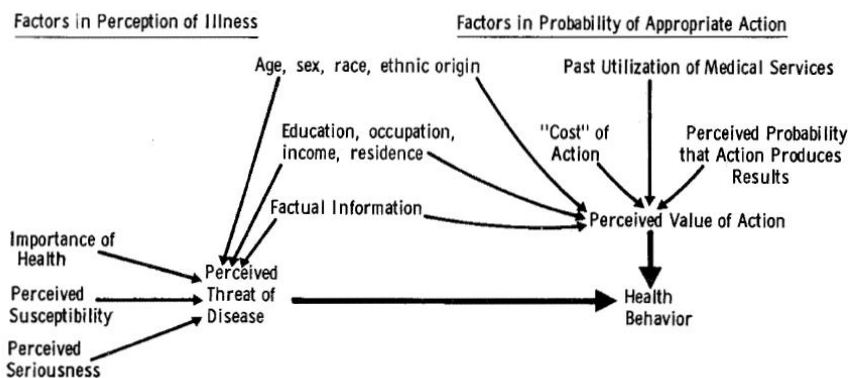 Factors in Perception of Illness
Factors in Probability of Appropriate Action
Age, sex, race, ethnic origin
Past Utilization of Medical Services
Education, occupation,
income, residence
"Cost" of
Action
Perceived Probability
that Action Produces
Results
Factual Information
Perceived Value of Action
Importance of
Health
Perceived
Susceptibility
Perceived
Seriousness
Perceived
Threat of
Disease
Health
Behavior